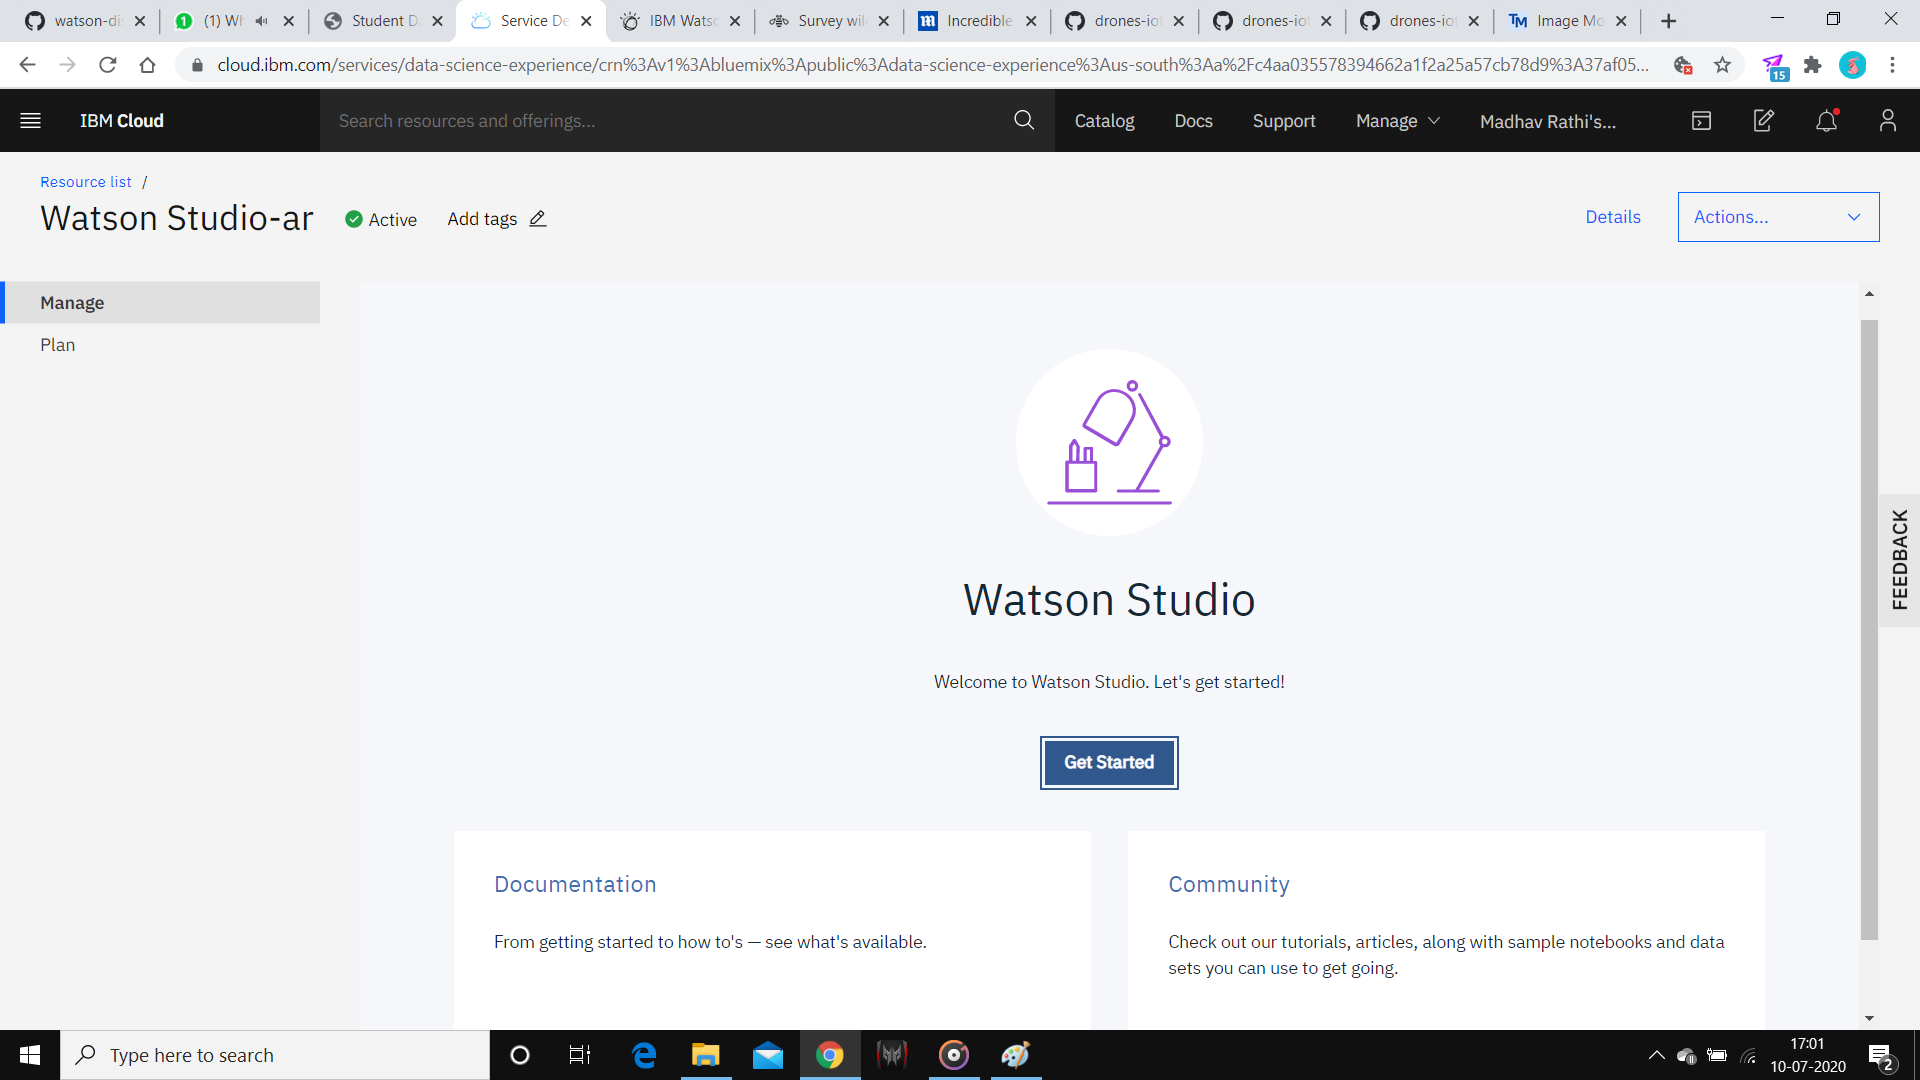 watson-di
(1) Wh
Student D
Service De
IBM Wats
Survey wil
Incredible
drones-iot
drones-iot
drones-iot
TM Image Mo
cloud.ibm.com/services/data-science-experience/crn%3Av1%3Abluemix%3Apublic%3Adata-science-experience%3Aus-south%3Aa%2Fc4aa035578394662a1f2a25a57cb78d9%3A37af05...
15
IBM Cloud
Search resources and offerings...
Catalog
Docs
Support
Manage
Madhav Rathi's...
Resource list /
Watson Studio-ar
Active
Add tags
Details
Actions...
Manage
Plan
Watson Studio
Welcome to Watson Studio. Let's get started!
Get Started
FEEDBACK
Documentation
From getting started to how to's — see what's available.
Community
Check out our tutorials, articles, along with sample notebooks and data
sets you can use to get going.
Type here to search
17:01
10-07-2020
2